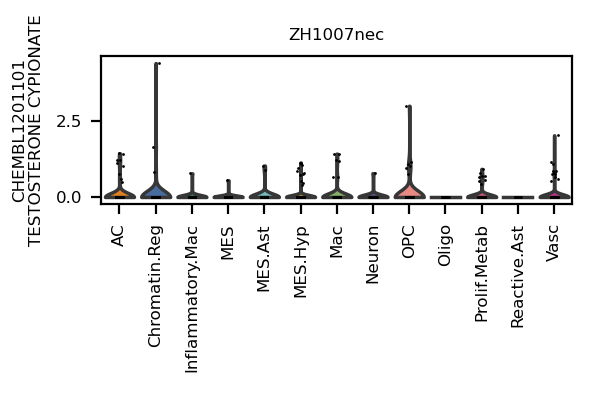 ZH1007nec
CHEMBL1201101
TESTOSTERONE CYPIONATE
2.5
0.0
AC
Chromatin.Reg
Inflammatory.Mac
MES
MES.Ast
MES.Hyp
Mac
Neuron
OPC
Oligo
Prolif.Metab
Reactive.Ast
Vasc